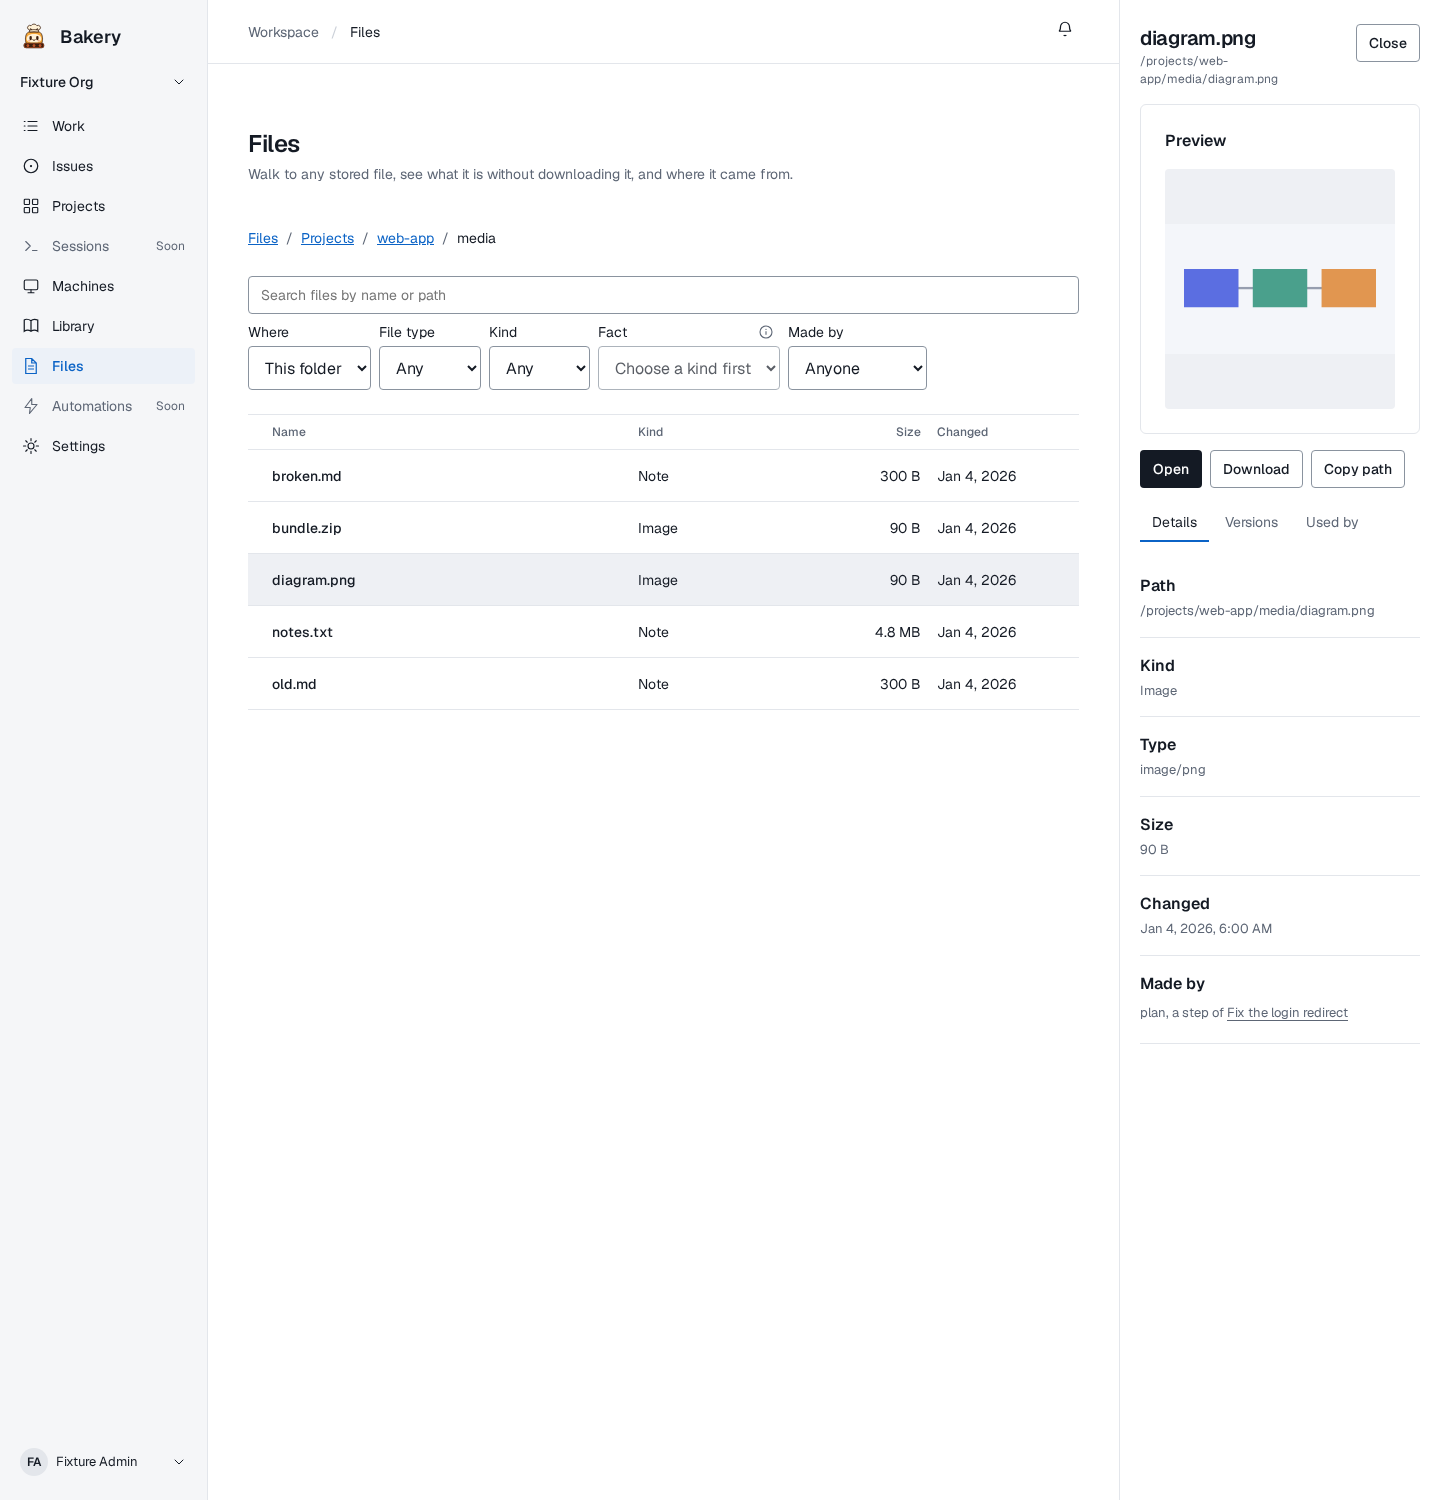 Bakery
Fixture Org
Work
Issues
Projects
Sessions Soon
Machines
Library
Files
Automations Soon
Settings
FA Fixture Admin
Workspace / Files
Files
Walk to any stored file, see what it is without downloading it, and where it came from.
Files / Projects / web-app / media
Search files by name or path
Where File type Kind Fact Made by
This folder Any Any Choose a kind first Anyone
Name Kind Size Changed
broken.md Note 300 B Jan 4, 2026
bundle.zip Image 90 B Jan 4, 2026
diagram.png Image 90 B Jan 4, 2026
notes.txt Note 4.8 MB Jan 4, 2026
old.md Note 300 B Jan 4, 2026
diagram.png
Close
/projects/web-
app/media/diagram.png
Preview
Open Download Copy path
Details Versions Used by
Path
/projects/web-app/media/diagram.png
Kind
Image
Type
image/png
Size
90 B
Changed
Jan 4, 2026, 6:00 AM
Made by
plan, a step of Fix the login redirect